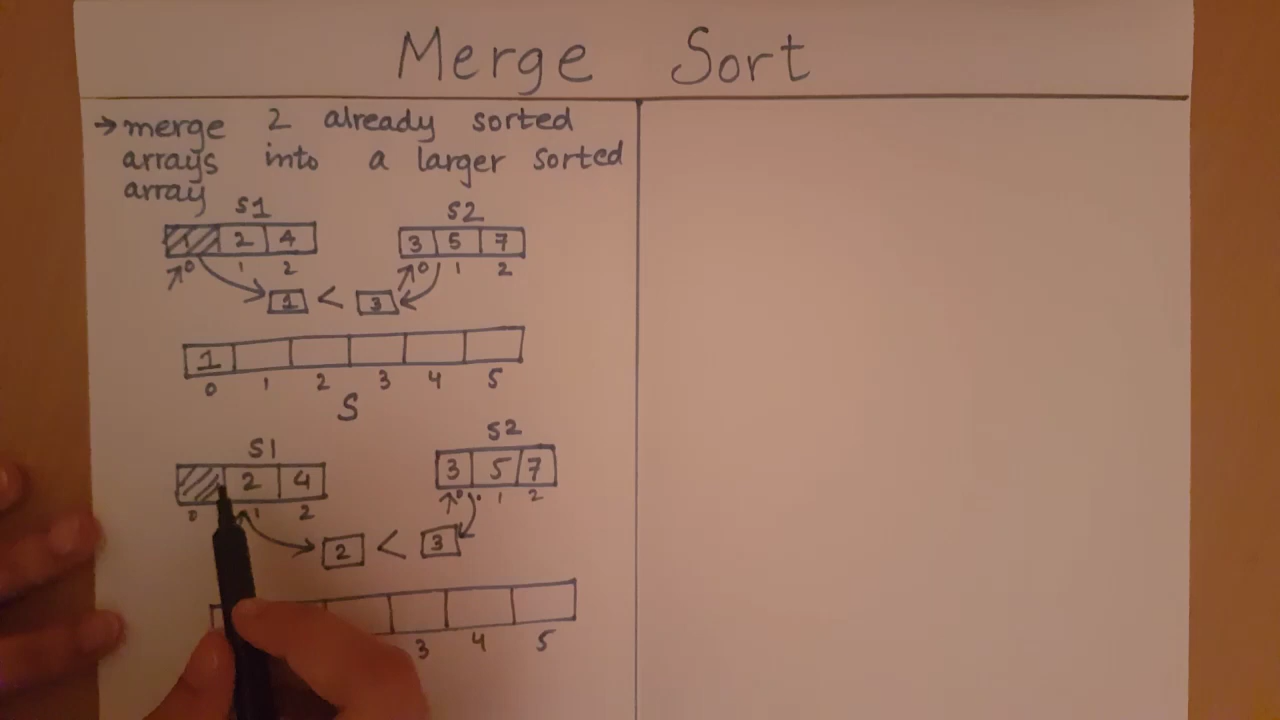 Merge Sort
→ merge 2 already sorted
arrays into a larger sorted
array
S1 S2
1 2 4 3 5 7
0 1 2 0 1 2
1 < 3
1
0 1 2 3 4 5
S
S1 S2
2 4 3 5 7
0 1 2 0 1 2
2 < 3
3 4 5